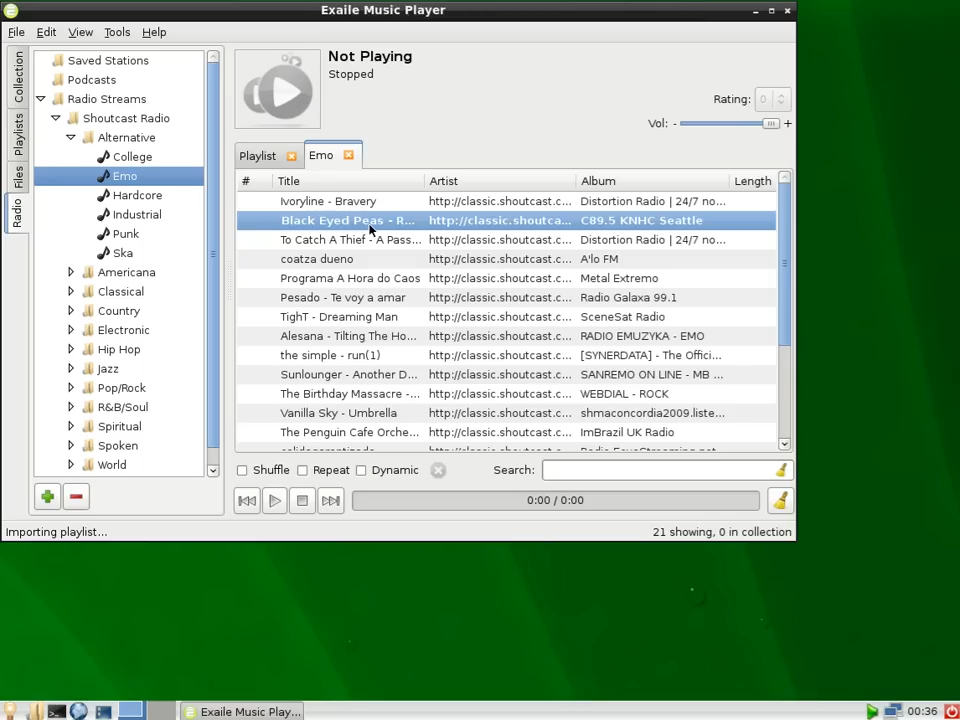 Exaile Music Player
File Edit View Tools Help
Collection
Playlists
Files
Radio
Saved Stations
Podcasts
Radio Streams
Shoutcast Radio
Alternative
College
Emo
Hardcore
Industrial
Punk
Ska
Americana
Classical
Country
Electronic
Hip Hop
Jazz
Pop/Rock
R&B/Soul
Spiritual
Spoken
World
Not Playing
Stopped
Rating: 0
Vol: - +
Playlist Emo
# Title Artist Album Length
Ivoryline - Bravery http://classic.shoutcast.c... Distortion Radio | 24/7 no...
Black Eyed Peas - R... http://classic.shoutca... C89.5 KNHC Seattle
To Catch A Thief - A Pass... http://classic.shoutcast.c... Distortion Radio | 24/7 no...
coatza dueno http://classic.shoutcast.c... A'lo FM
Programa A Hora do Caos http://classic.shoutcast.c... Metal Extremo
Pesado - Te voy a amar http://classic.shoutcast.c... Radio Galaxa 99.1
TighT - Dreaming Man http://classic.shoutcast.c... SceneSat Radio
Alesana - Tilting The Ho... http://classic.shoutcast.c... RADIO EMUZYKA - EMO
the simple - run(1) http://classic.shoutcast.c... [SYNERDATA] - The Offici...
Sunlounger - Another D... http://classic.shoutcast.c... SANREMO ON LINE - MB ...
The Birthday Massacre -... http://classic.shoutcast.c... WEBDIAL - ROCK
Vanilla Sky - Umbrella http://classic.shoutcast.c... shmaconcordia2009.liste...
The Penguin Cafe Orche... http://classic.shoutcast.c... ImBrazil UK Radio
Shuffle Repeat Dynamic Search:
0:00 / 0:00
Importing playlist... 21 showing, 0 in collection
Exaile Music Play... 00:36